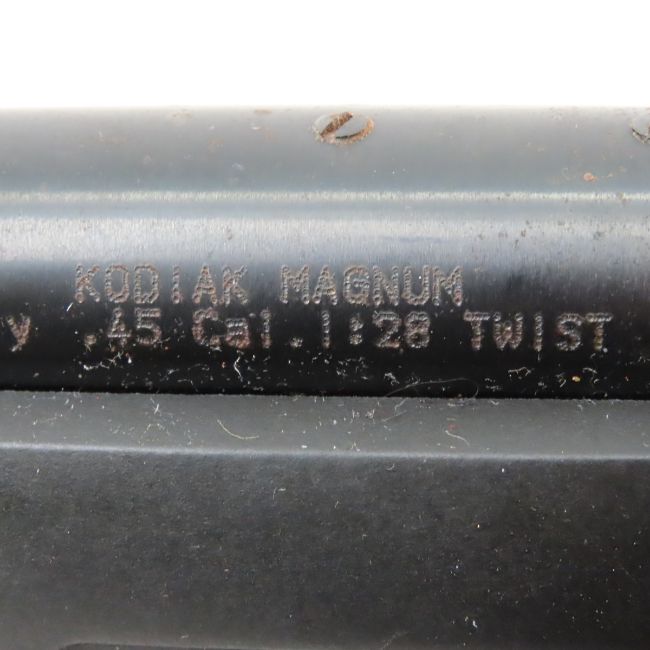 KODIAK MAGNUM
y .45 Cal. 1:28 TWIST